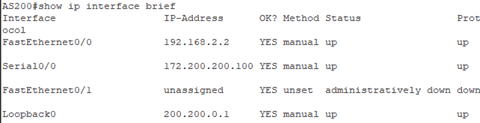 AS200#show ip interface brief
Interface IP-Address OK? Method Status Prot
ocol
FastEthernet0/0 192.168.2.2 YES manual up up
Serial0/0 172.200.200.100 YES manual up up
FastEthernet0/1 unassigned YES unset administratively down down
Loopback0 200.200.0.1 YES manual up up